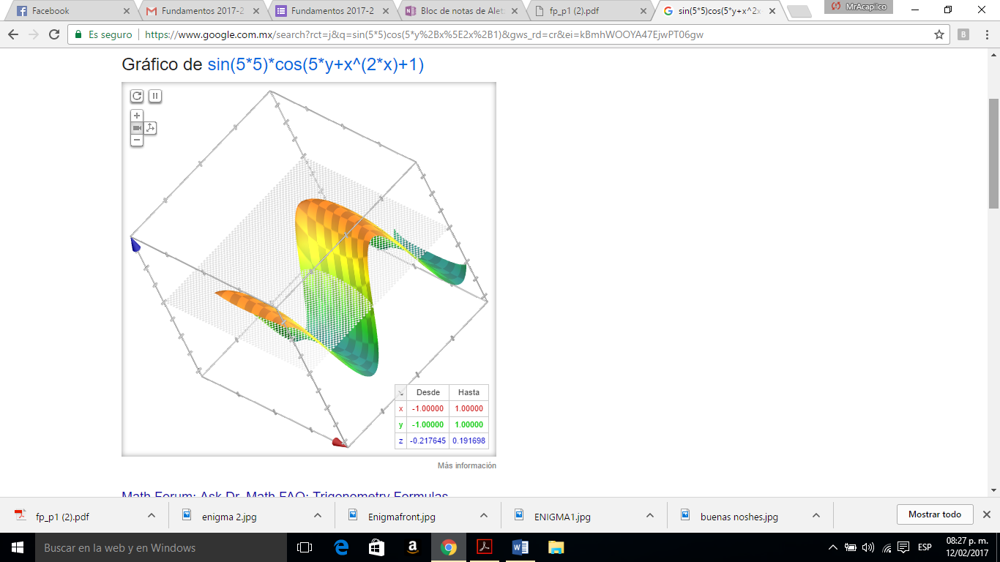 Facebook
Fundamentos 2017-2
Fundamentos 2017-2
Bloc de notas de Ale
fp_p1 (2).pdf
sin(5*5)cos(5*y+x^2x
MrAcapilco
Es seguro
https://www.google.com.mx/search?rct=j&q=sin(5*5)cos(5*y%2Bx%5E2x%2B1)&gws_rd=cr&ei=kBmhWOOYA47EjwPT06gw
B
Gráfico de sin(5*5)*cos(5*y+x^(2*x)+1)
Desde Hasta
x -1.00000 1.00000
y -1.00000 1.00000
z -0.217645 0.191698
Más información
Math Forum: Ask Dr. Math FAQ: Trigonometry Formulas
fp_p1 (2).pdf
enigma 2.jpg
Enigmafront.jpg
ENIGMA1.jpg
buenas noshes.jpg
Mostrar todo
Buscar en la web y en Windows
ESP
08:27 p. m.
12/02/2017